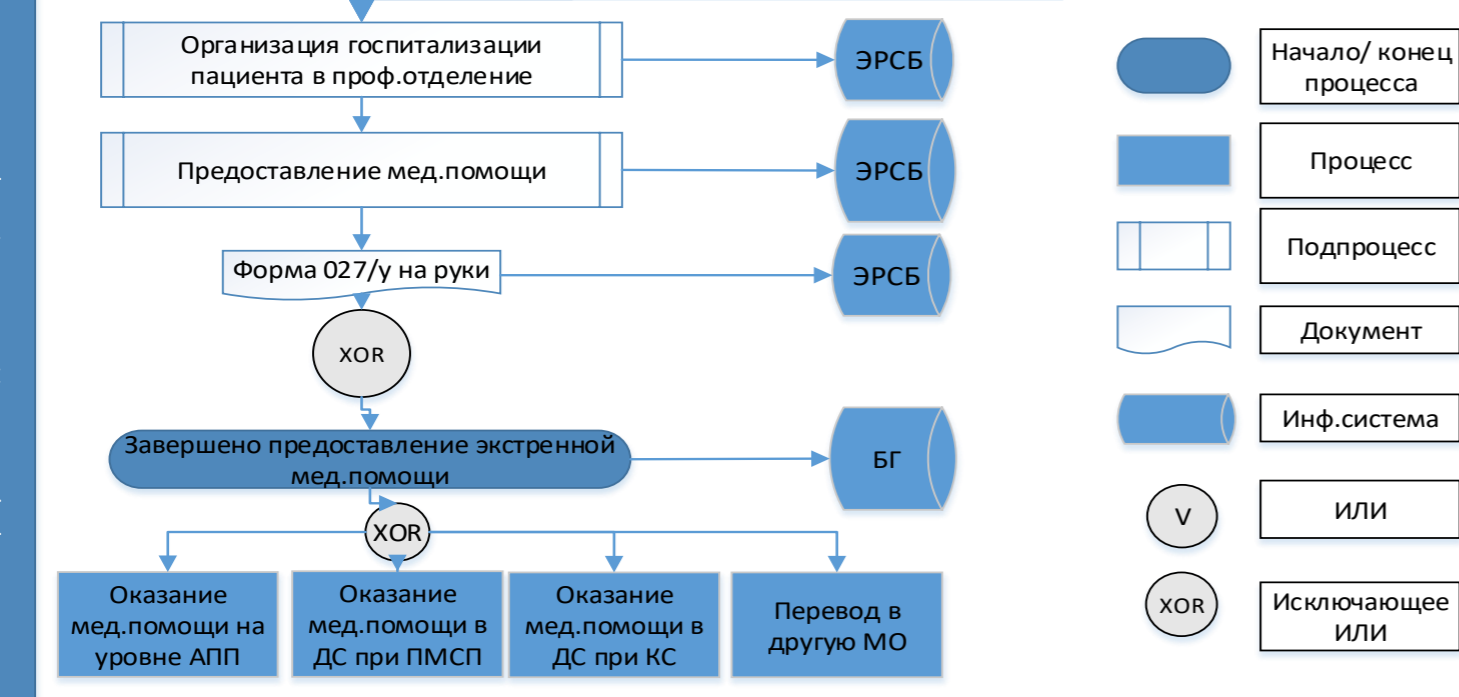 Организация госпитализации
пациента в проф.отделение
ЭРСБ
Предоставление мед.помощи
ЭРСБ
Форма 027/у на руки
ЭРСБ
XOR
Завершено предоставление экстренной
мед.помощи
БГ
XOR
Оказание
мед.помощи на
уровне АПП
Оказание
мед.помощи в
ДС при ПМСП
Оказание
мед.помощи в
ДС при КС
Перевод в
другую МО
Начало/ конец
процесса
Процесс
Подпроцесс
Документ
Инф.система
V
ИЛИ
XOR
Исключающее
ИЛИ